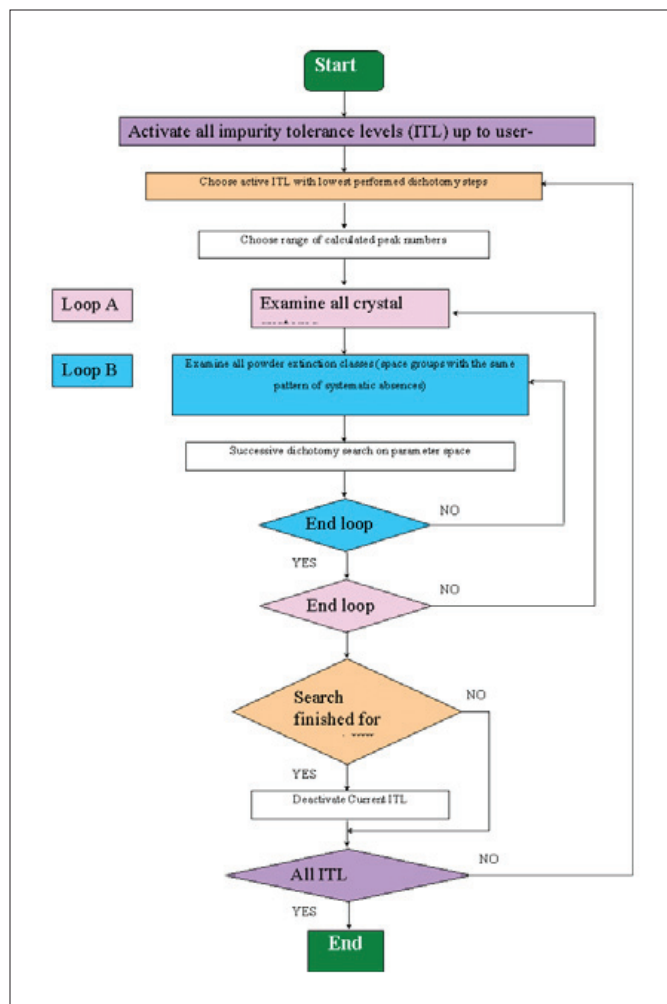 Start
Activate all impurity tolerance levels (ITL) up to user-
Choose active ITL with lowest performed dichotomy steps
Choose range of calculated peak numbers
Loop A
Examine all crystal
Loop B
Examine all powder extinction classes (space groups with the same
pattern of systematic absences)
Successive dichotomy search on parameter space
End loop
NO
YES
End loop
NO
Search
finished for
NO
YES
Deactivate Current ITL
All ITL
NO
YES
End